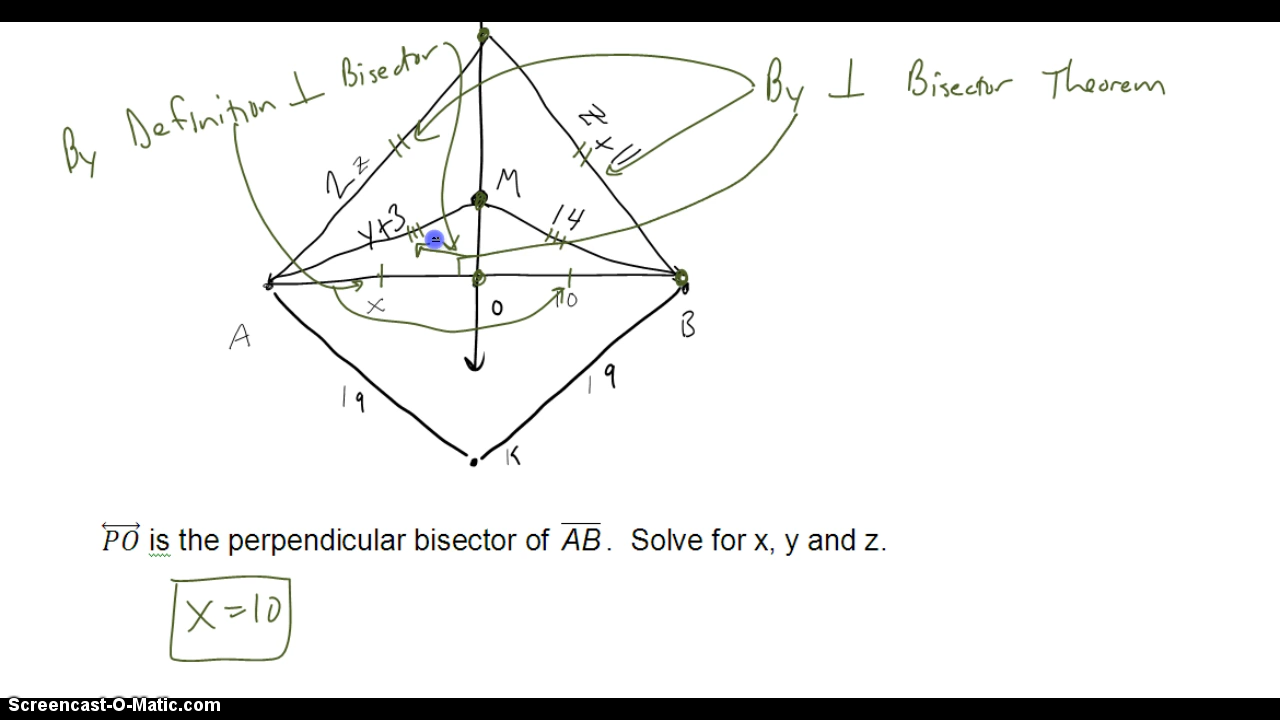 By Definition ⊥ Bisector
By ⊥ Bisector Theorem
2z
z + 11
M
y+3
14
x
O
10
A
B
19
19
K
PO is the perpendicular bisector of AB. Solve for x, y and z.
x = 10
Screencast-O-Matic.com